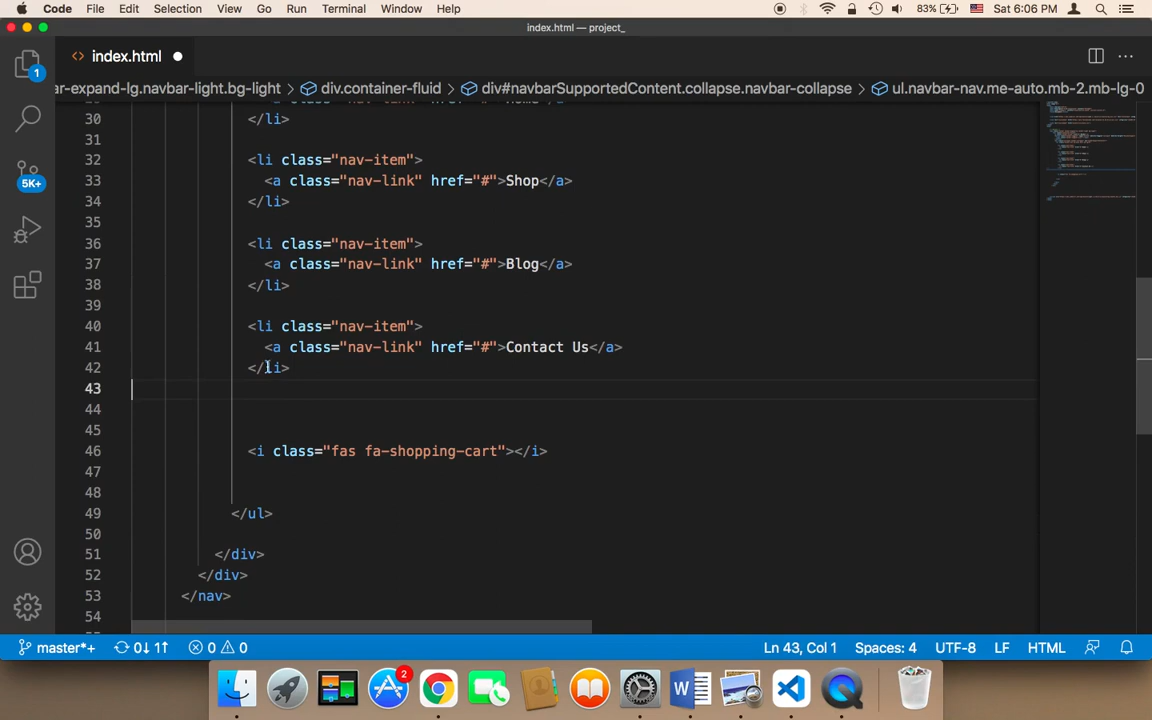 Code File Edit Selection View Go Run Terminal Window Help 83% Sat 6:06 PM
index.html — project_
index.html
1
ar-expand-lg.navbar-light.bg-light > div.container-fluid > div#navbarSupportedContent.collapse.navbar-collapse > ul.navbar-nav.me-auto.mb-2.mb-lg-0
30 </li>
31
32 <li class="nav-item">
33 <a class="nav-link" href="#">Shop</a>
34 </li>
35
36 <li class="nav-item">
37 <a class="nav-link" href="#">Blog</a>
38 </li>
39
40 <li class="nav-item">
41 <a class="nav-link" href="#">Contact Us</a>
42 </li>
43
44
45
46 <i class="fas fa-shopping-cart"></i>
47
48
49 </ul>
50
51 </div>
52 </div>
53 </nav>
54
5K+
master*+ 0↓ 1↑ 0 0 Ln 43, Col 1 Spaces: 4 UTF-8 LF HTML
2